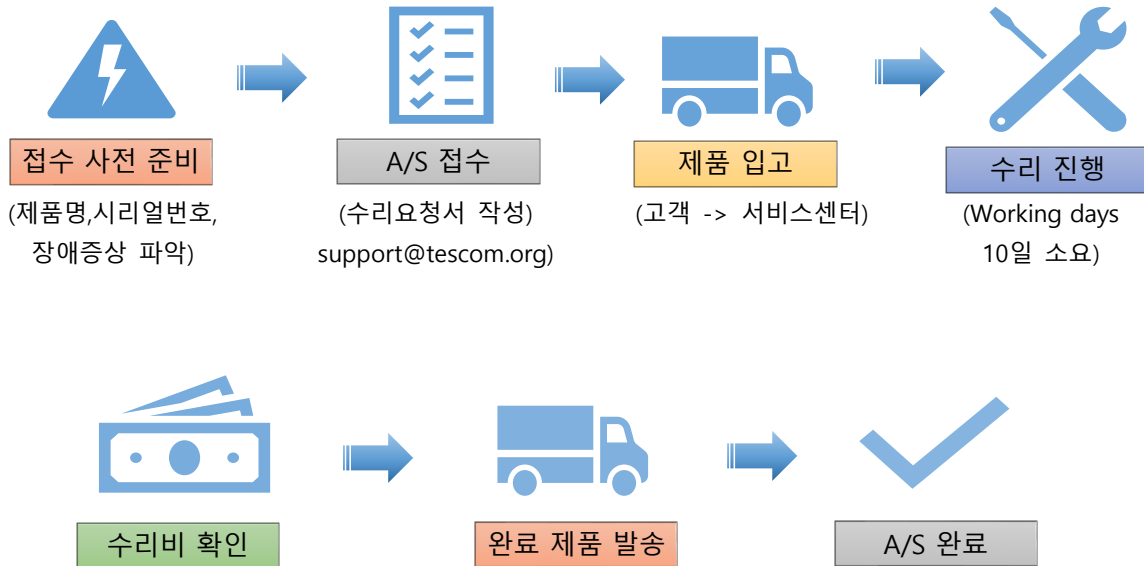 접수 사전 준비
A/S 접수
제품 입고
수리 진행
(제품명,시리얼번호,
장애증상 파악)
(수리요청서 작성)
support@tescom.org)
(고객 -> 서비스센터)
(Working days
10일 소요)
수리비 확인
완료 제품 발송
A/S 완료